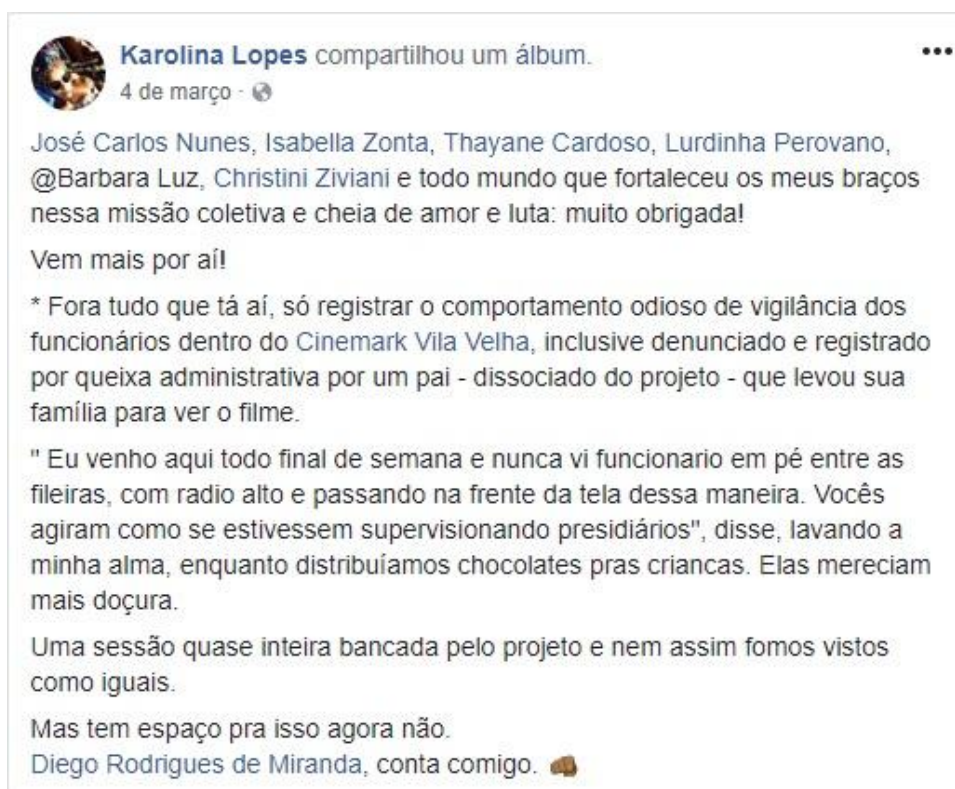 Karolina Lopes compartilhou um álbum.
4 de março ·
José Carlos Nunes, Isabella Zonta, Thayane Cardoso, Lurdinha Perovano,
@Barbara Luz, Christini Ziviani e todo mundo que fortaleceu os meus braços
nessa missão coletiva e cheia de amor e luta: muito obrigada!
Vem mais por aí!
* Fora tudo que tá aí, só registrar o comportamento odioso de vigilância dos
funcionários dentro do Cinemark Vila Velha, inclusive denunciado e registrado
por queixa administrativa por um pai - dissociado do projeto - que levou sua
família para ver o filme.
" Eu venho aqui todo final de semana e nunca vi funcionario em pé entre as
fileiras, com radio alto e passando na frente da tela dessa maneira. Vocês
agiram como se estivessem supervisionando presidiários", disse, lavando a
minha alma, enquanto distribuíamos chocolates pras criancas. Elas mereciam
mais doçura.
Uma sessão quase inteira bancada pelo projeto e nem assim fomos vistos
como iguais.
Mas tem espaço pra isso agora não.
Diego Rodrigues de Miranda, conta comigo.